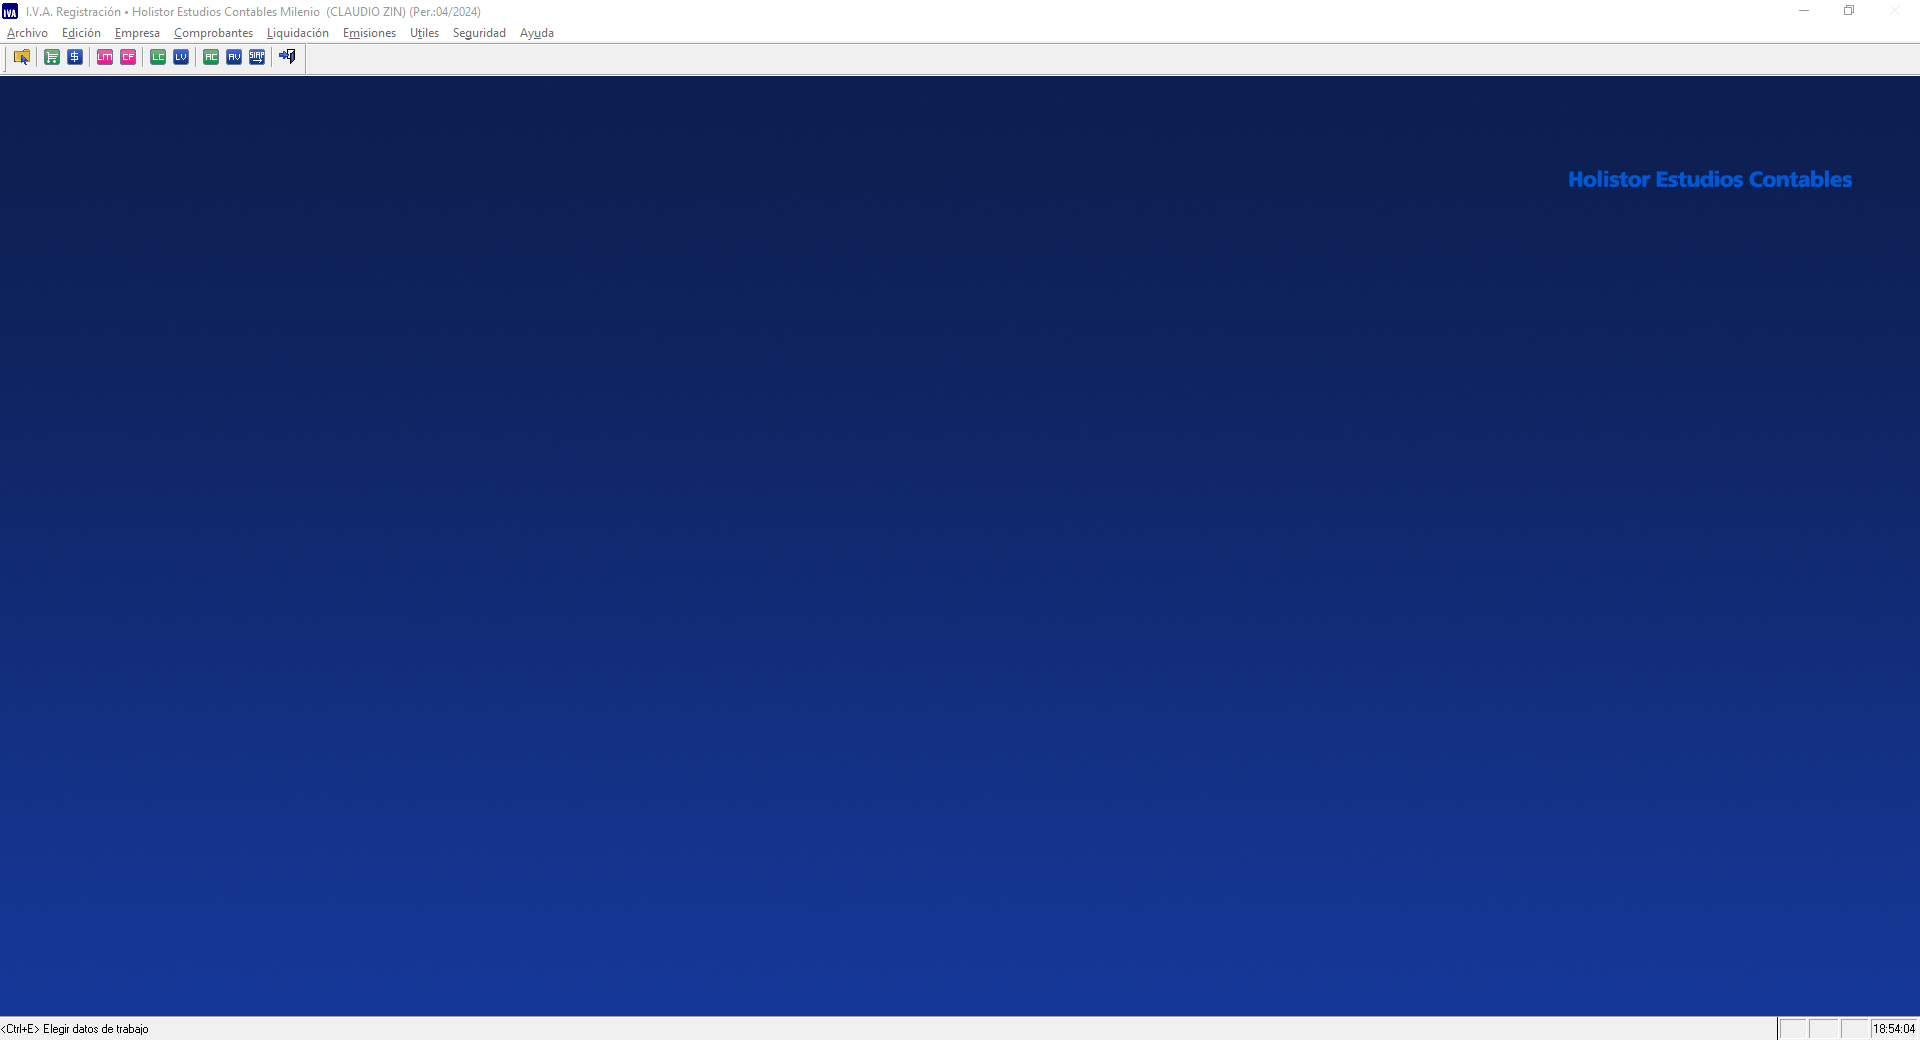 IVA I.V.A. Registración • Holistor Estudios Contables Milenio (CLAUDIO ZIN) (Per.:04/2024)
Archivo Edición Empresa Comprobantes Liquidación Emisiones Utiles Seguridad Ayuda
$ LM CF LC LV AC AV SIAP
Holistor Estudios Contables
<Ctrl+E> Elegir datos de trabajo 18:54:04